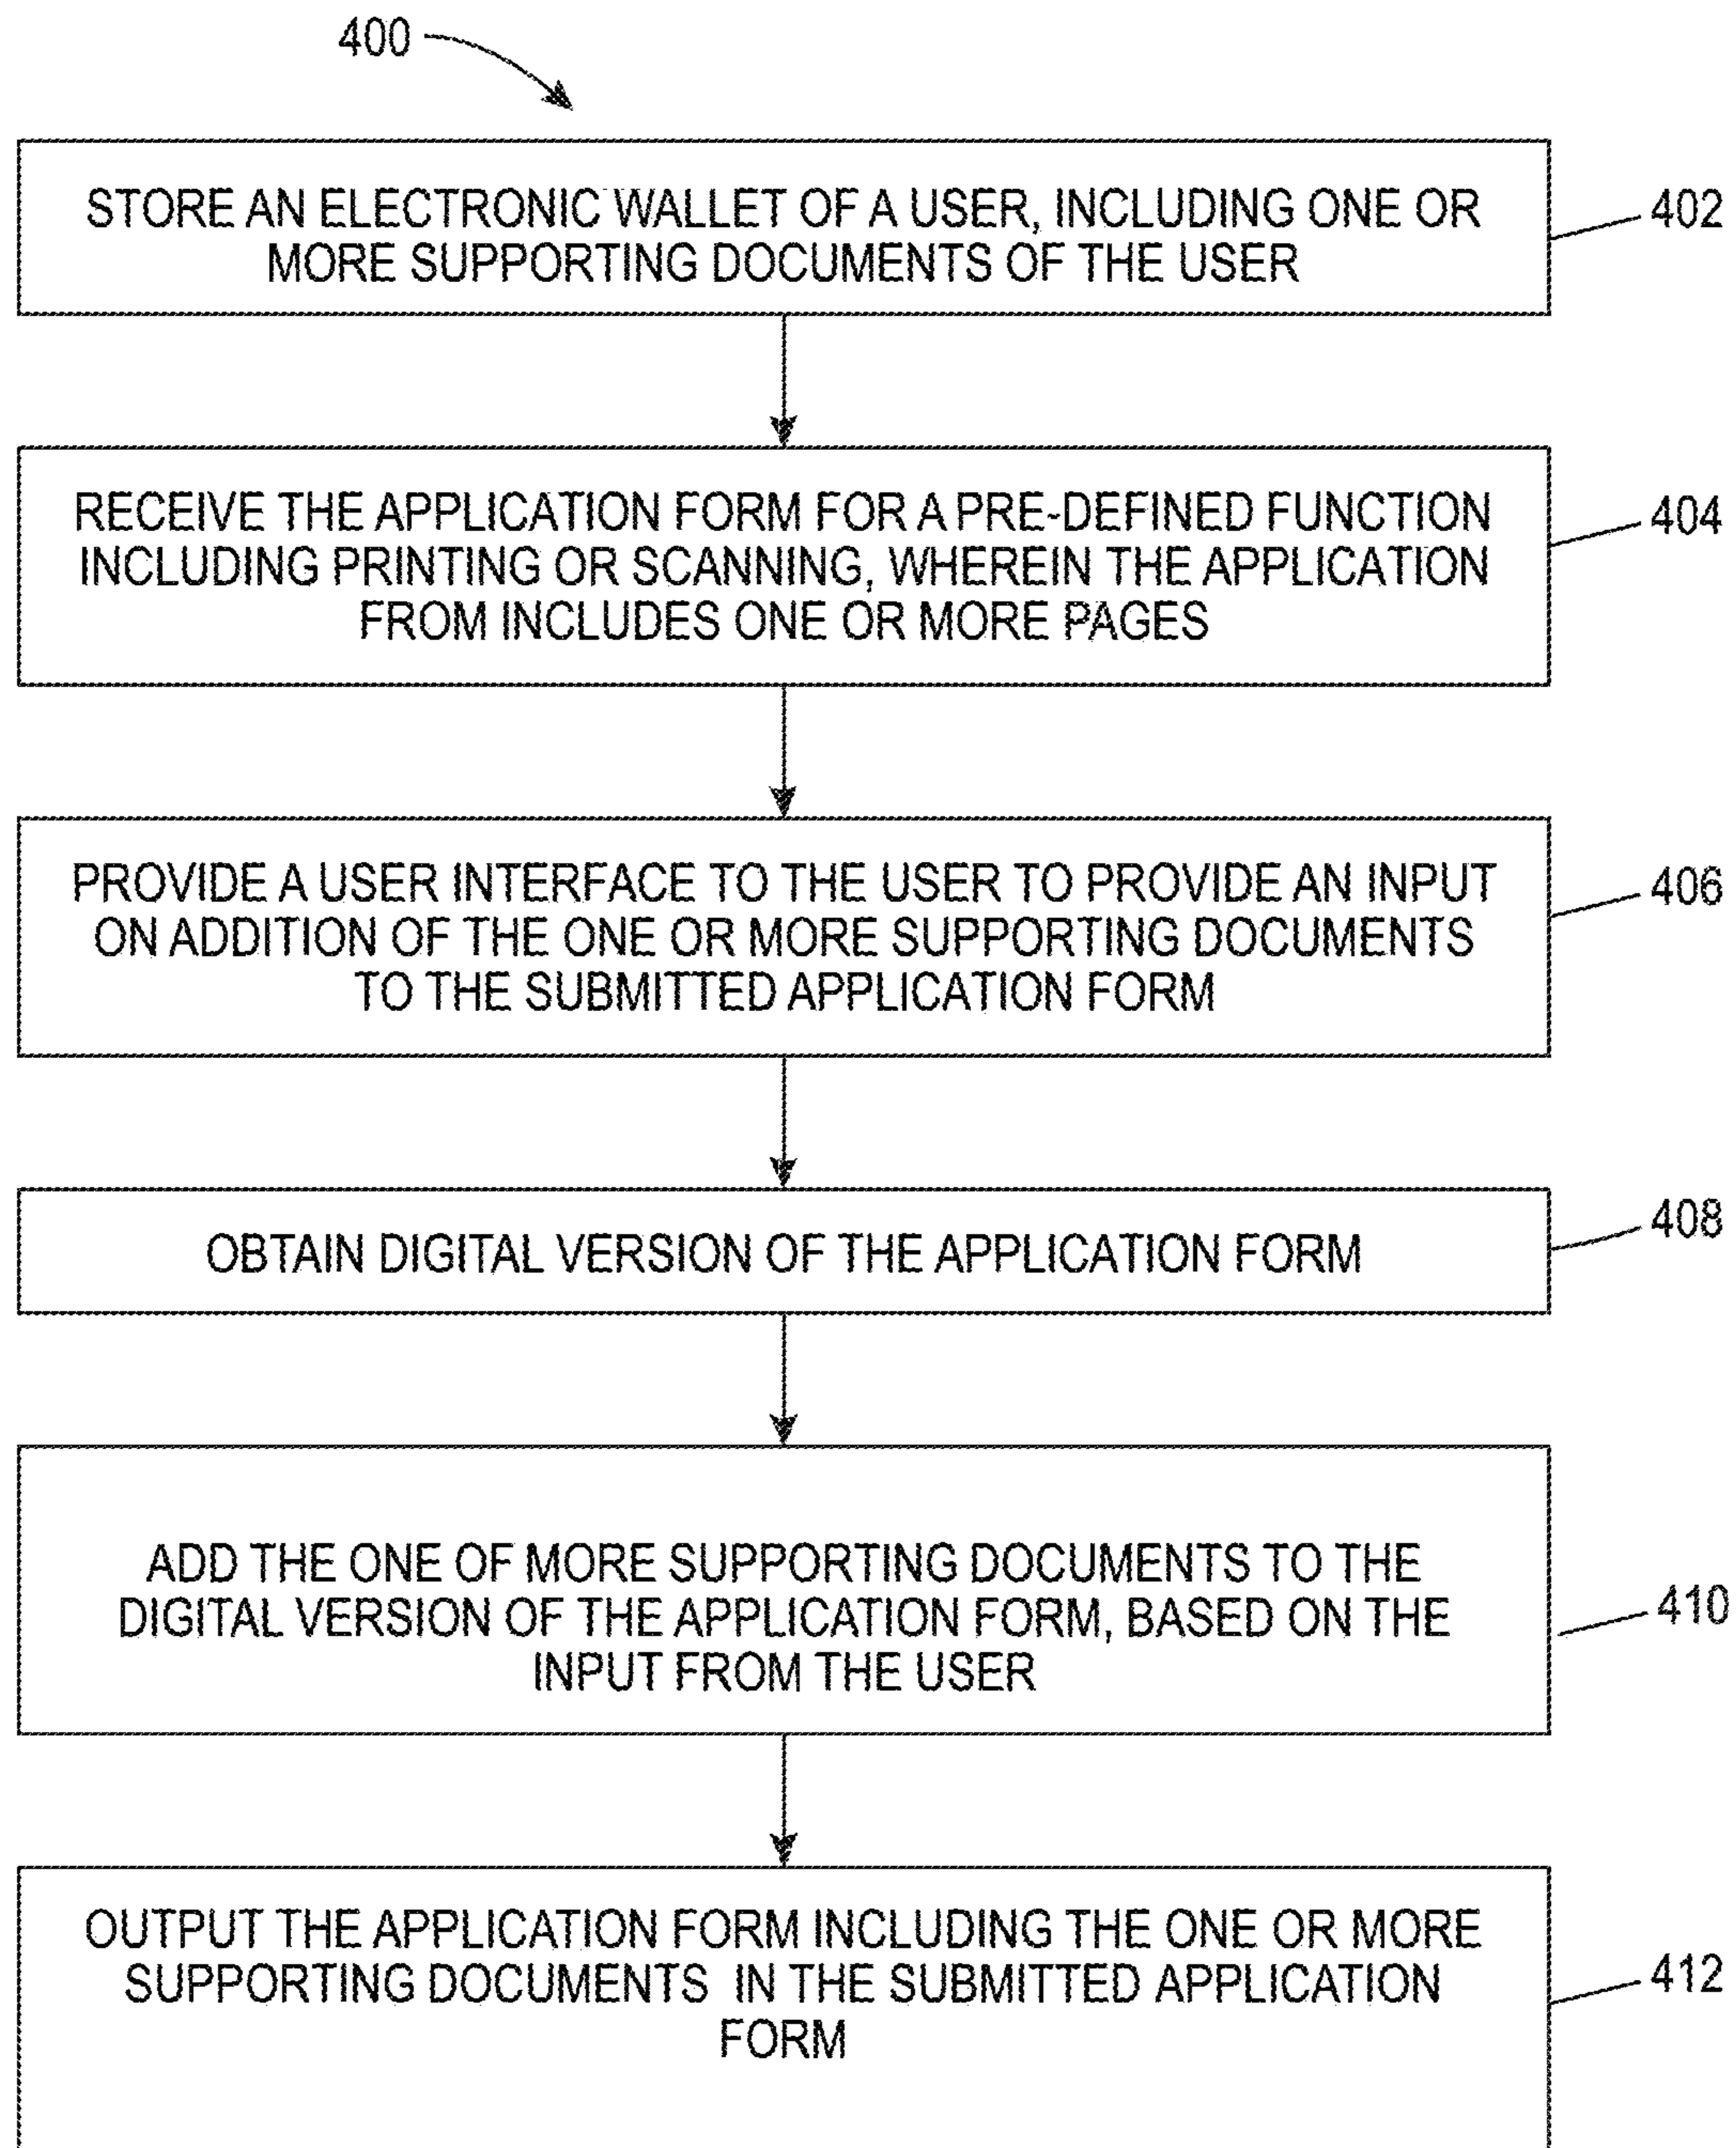 400
STORE AN ELECTRONIC WALLET OF A USER, INCLUDING ONE OR
MORE SUPPORTING DOCUMENTS OF THE USER
402
RECEIVE THE APPLICATION FORM FOR A PRE-DEFINED FUNCTION
INCLUDING PRINTING OR SCANNING, WHEREIN THE APPLICATION
FROM INCLUDES ONE OR MORE PAGES
404
PROVIDE A USER INTERFACE TO THE USER TO PROVIDE AN INPUT
ON ADDITION OF THE ONE OR MORE SUPPORTING DOCUMENTS
TO THE SUBMITTED APPLICATION FORM
406
OBTAIN DIGITAL VERSION OF THE APPLICATION FORM
408
ADD THE ONE OF MORE SUPPORTING DOCUMENTS TO THE
DIGITAL VERSION OF THE APPLICATION FORM, BASED ON THE
INPUT FROM THE USER
410
OUTPUT THE APPLICATION FORM INCLUDING THE ONE OR MORE
SUPPORTING DOCUMENTS IN THE SUBMITTED APPLICATION
FORM
412